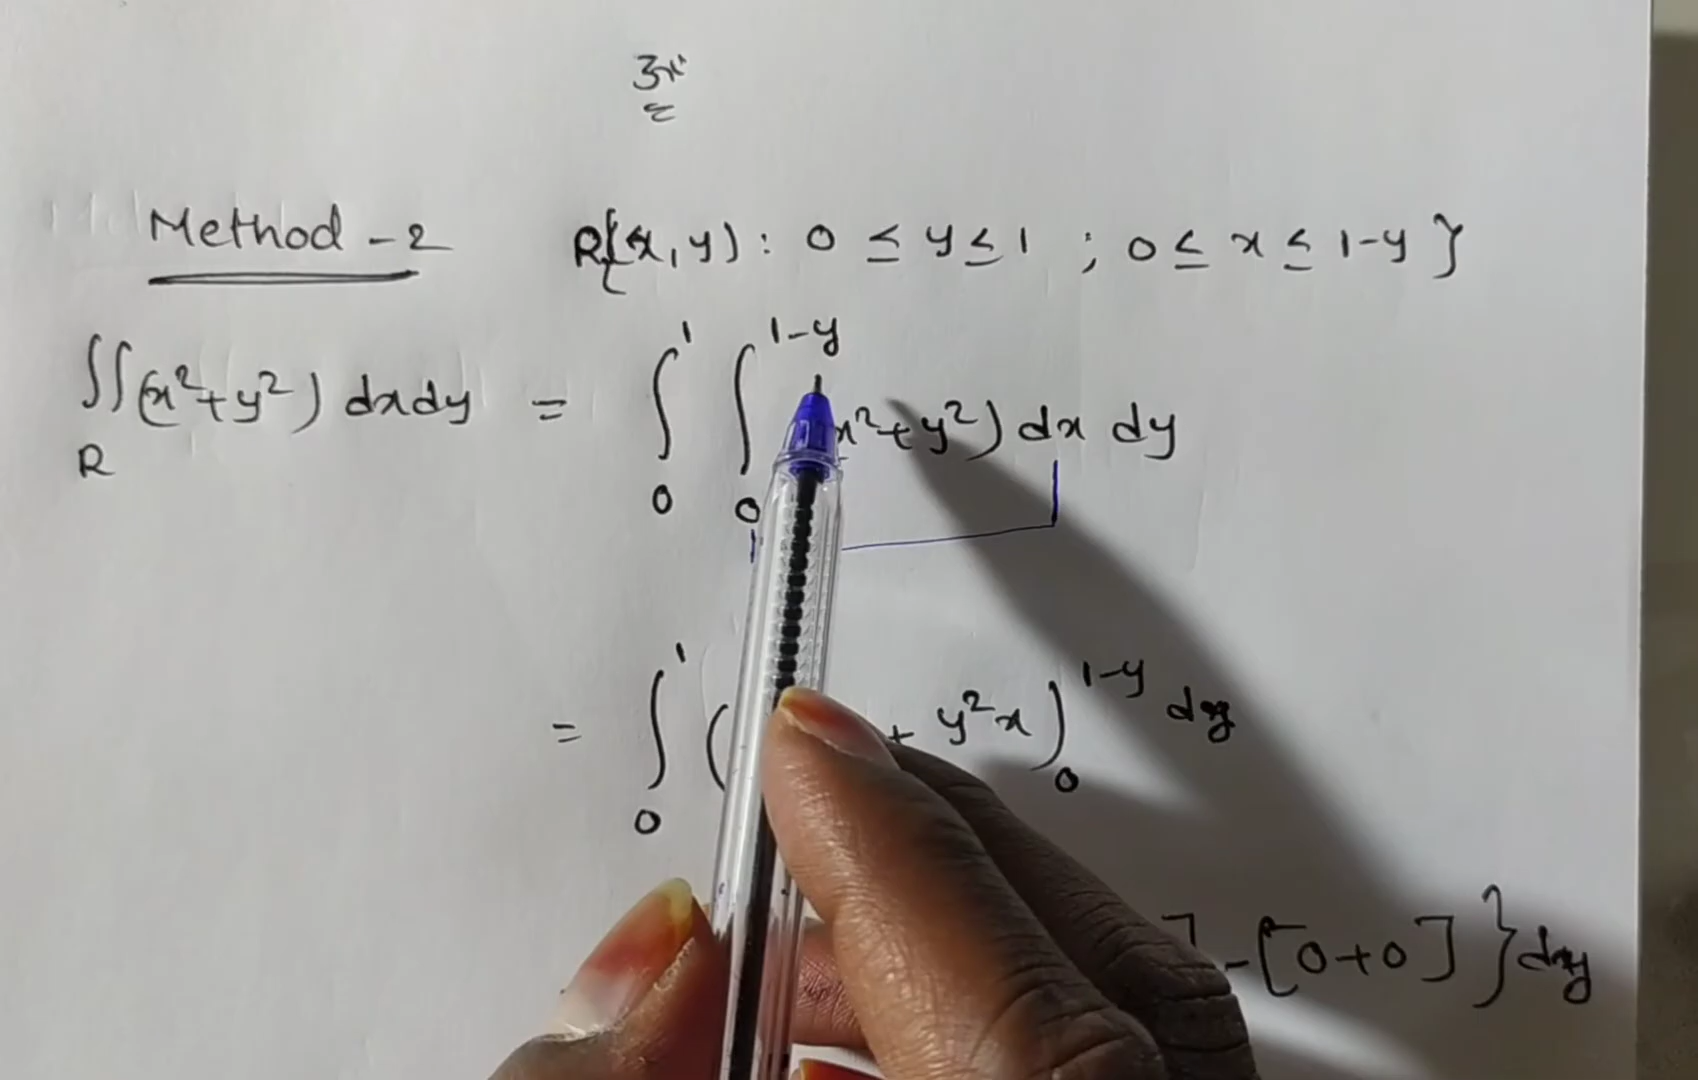 3x
Method - 2 R{(x, y) : 0 ≤ y ≤ 1 ; 0 ≤ x ≤ 1-y }
∬_R (x²+y²) dxdy = ∫₀¹ ∫₀^{1-y} x²+y²) dx dy
= ∫₀¹ ( + y²x )₀^{1-y} dy
] - [0+0] } dy